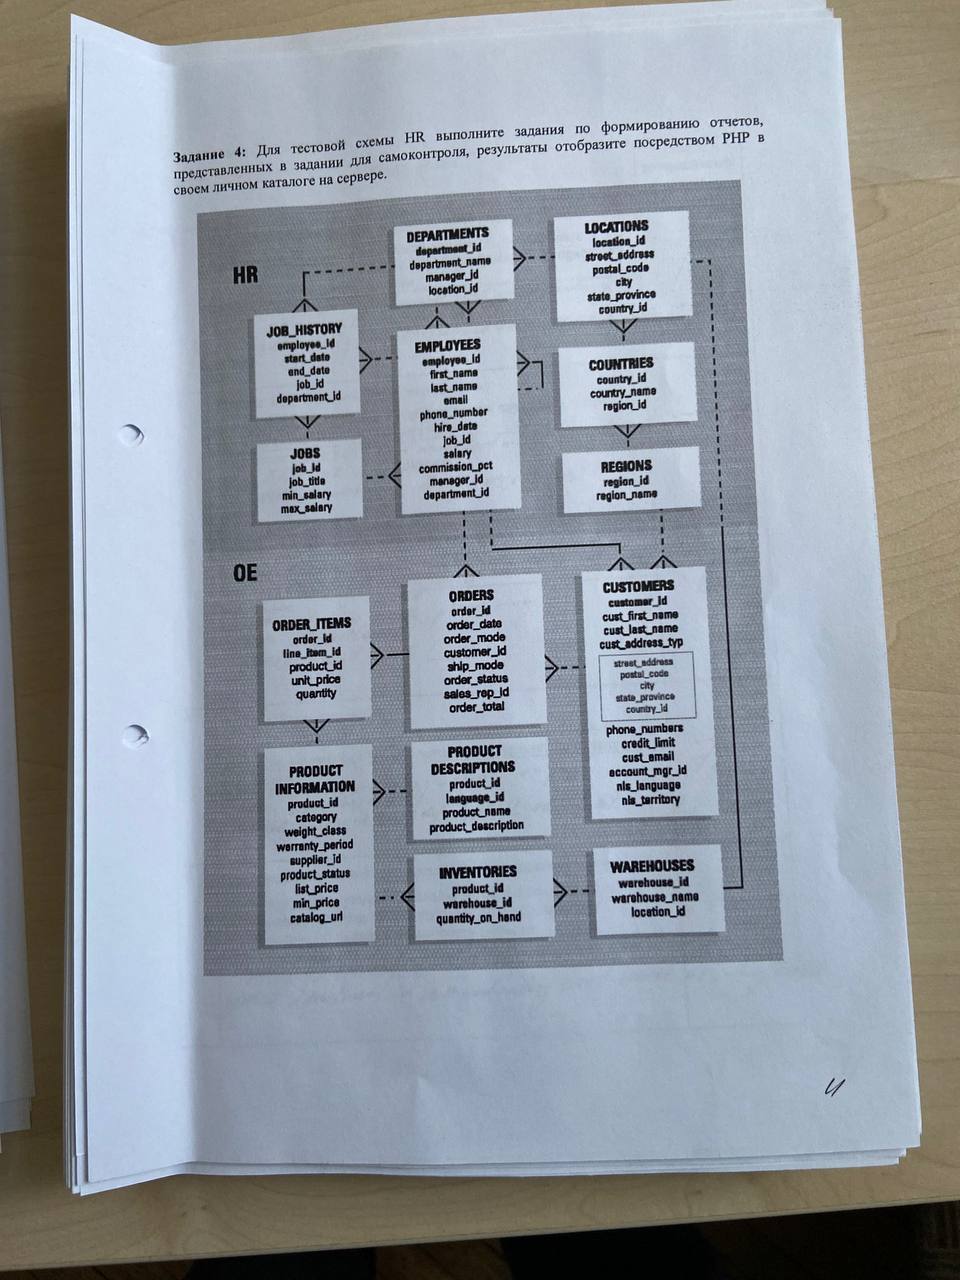 Задание 4: Для тестовой схемы HR выполните задания по формированию отчетов,
представленных в задании для самоконтроля, результаты отобразите посредством PHP в
своем личном каталоге на сервере.
HR
DEPARTMENTS
department_id
department_name
manager_id
location_id
LOCATIONS
location_id
street_address
postal_code
city
state_province
country_id
JOB_HISTORY
employee_id
start_date
end_date
job_id
department_id
EMPLOYEES
employee_id
first_name
last_name
email
phone_number
hire_date
job_id
salary
commission_pct
manager_id
department_id
COUNTRIES
country_id
country_name
region_id
JOBS
job_id
job_title
min_salary
max_salary
REGIONS
region_id
region_name
OE
ORDER_ITEMS
order_id
line_item_id
product_id
unit_price
quantity
ORDERS
order_id
order_date
order_mode
customer_id
ship_mode
order_status
sales_rep_id
order_total
CUSTOMERS
customer_id
cust_first_name
cust_last_name
cust_address_typ
street_address
postal_code
city
state_province
country_id
phone_numbers
credit_limit
cust_email
account_mgr_id
nls_language
nls_territory
PRODUCT
INFORMATION
product_id
category
weight_class
warranty_period
supplier_id
product_status
list_price
min_price
catalog_url
PRODUCT
DESCRIPTIONS
product_id
language_id
product_name
product_description
INVENTORIES
product_id
warehouse_id
quantity_on_hand
WAREHOUSES
warehouse_id
warehouse_name
location_id